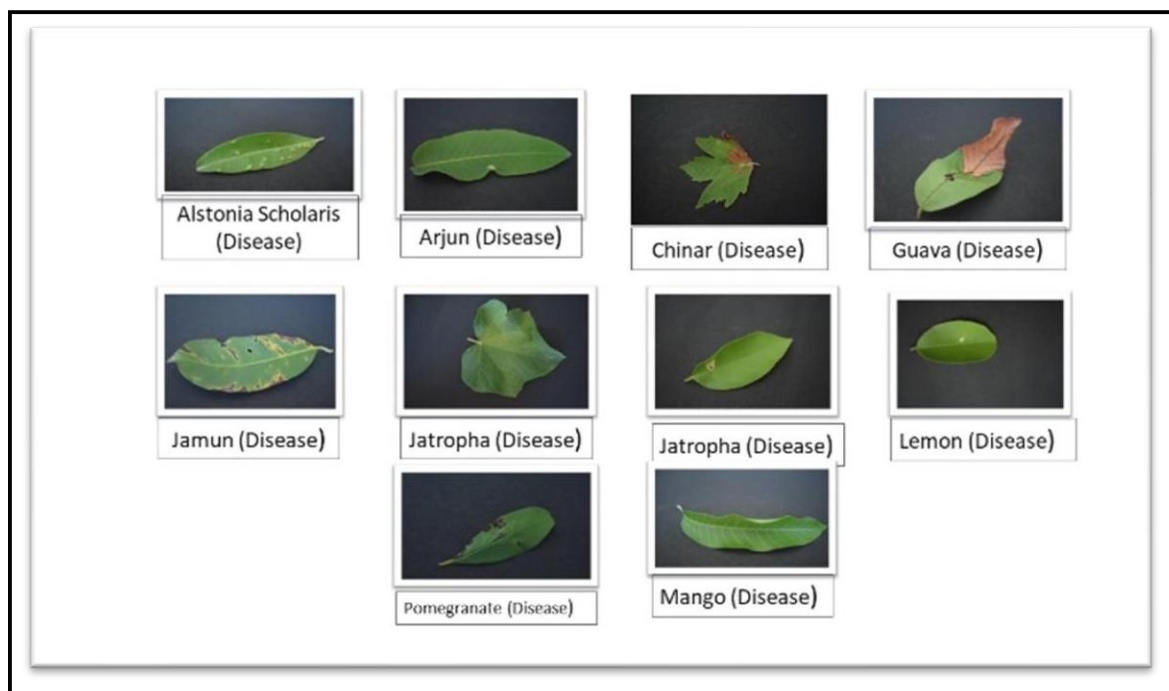 Alstonia Scholaris
(Disease)
Arjun (Disease)
Chinar (Disease)
Guava (Disease)
Jamun (Disease)
Jatropha (Disease)
Jatropha (Disease)
Lemon (Disease)
Pomegranate (Disease)
Mango (Disease)